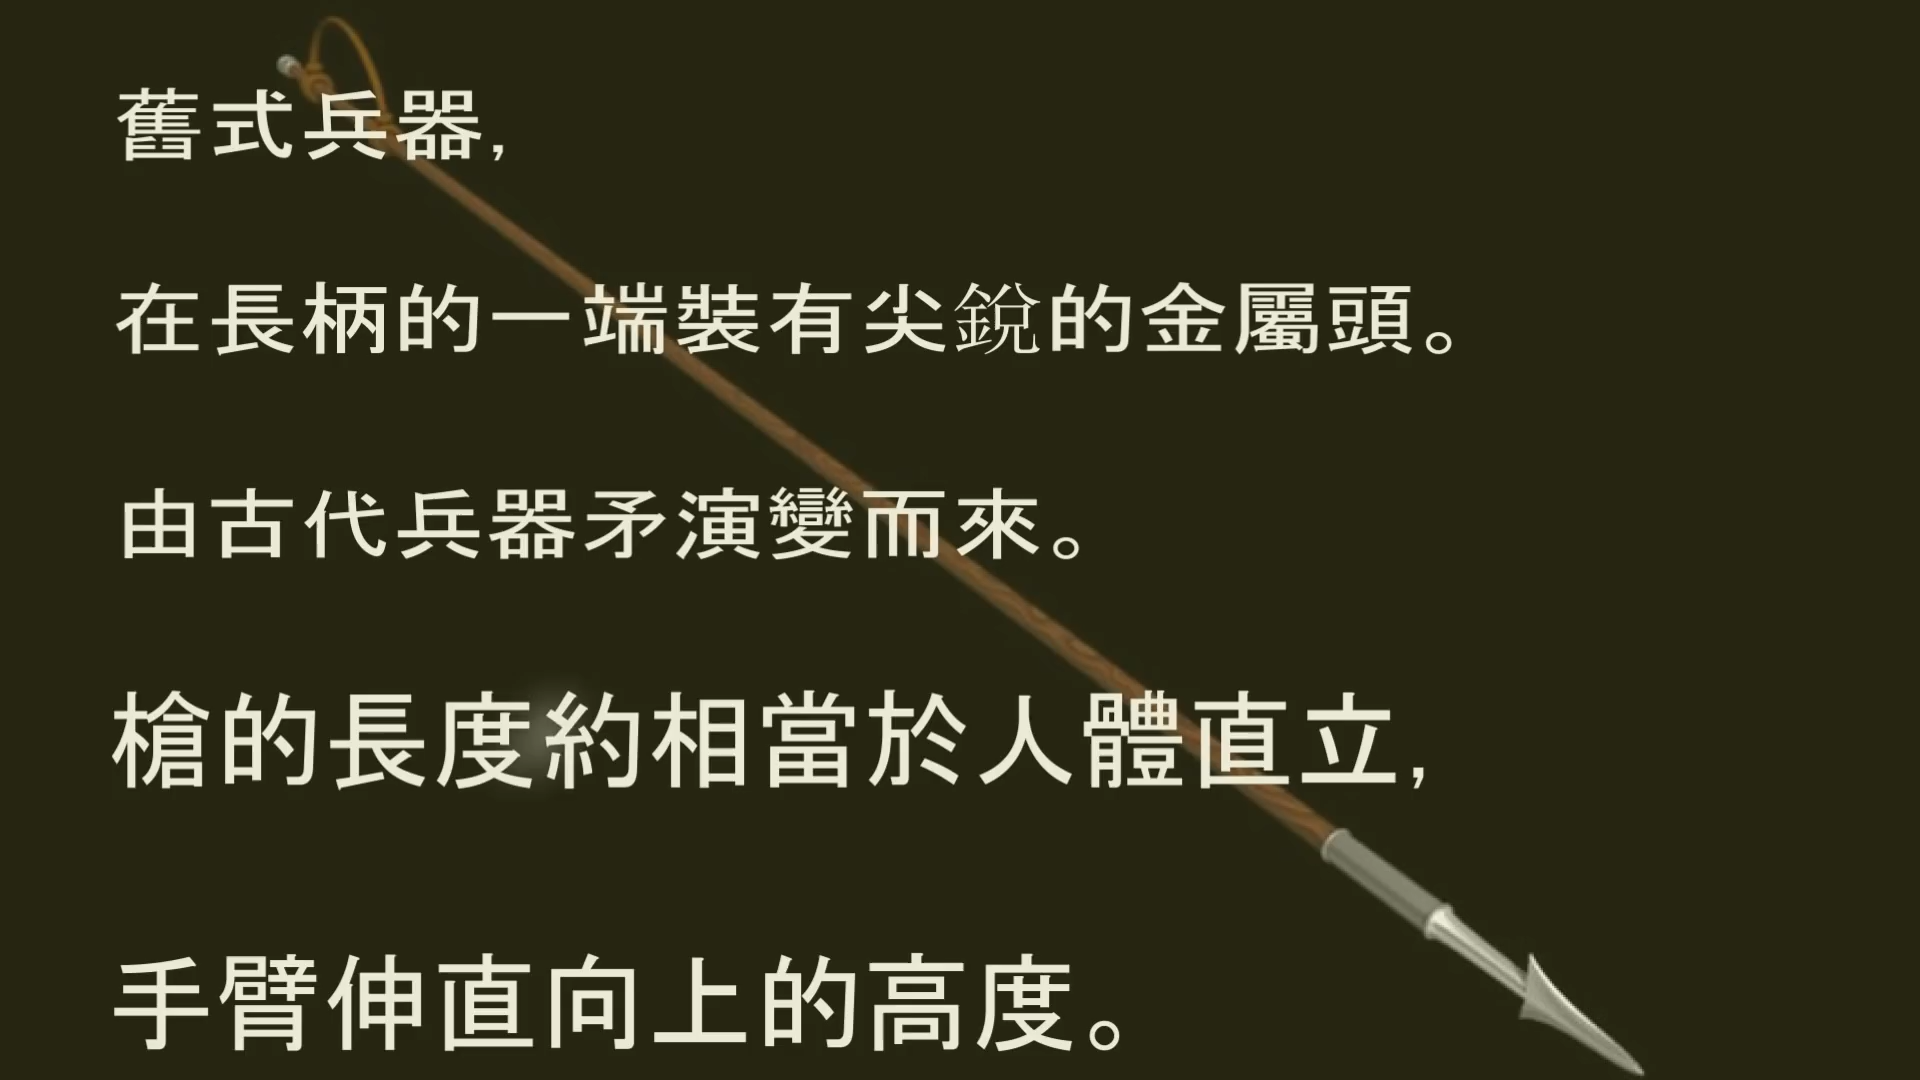 舊式兵器,
在長柄的一端裝有尖銳的金屬頭。
由古代兵器矛演變而來。
槍的長度約相當於人體直立,
手臂伸直向上的高度。